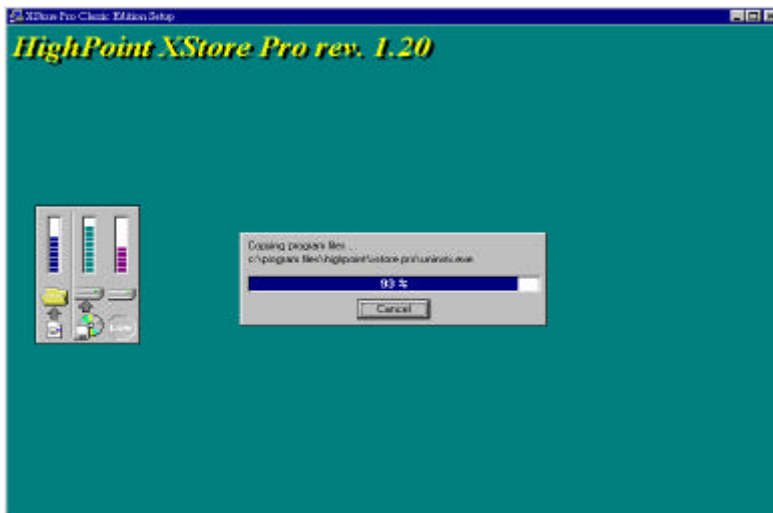 XStore Pro Classic Edition Setup
HighPoint XStore Pro rev. 1.20
Copying program files ...
c:\program files\highpoint\xstore pro\uninstx.exe
93 %
Cancel